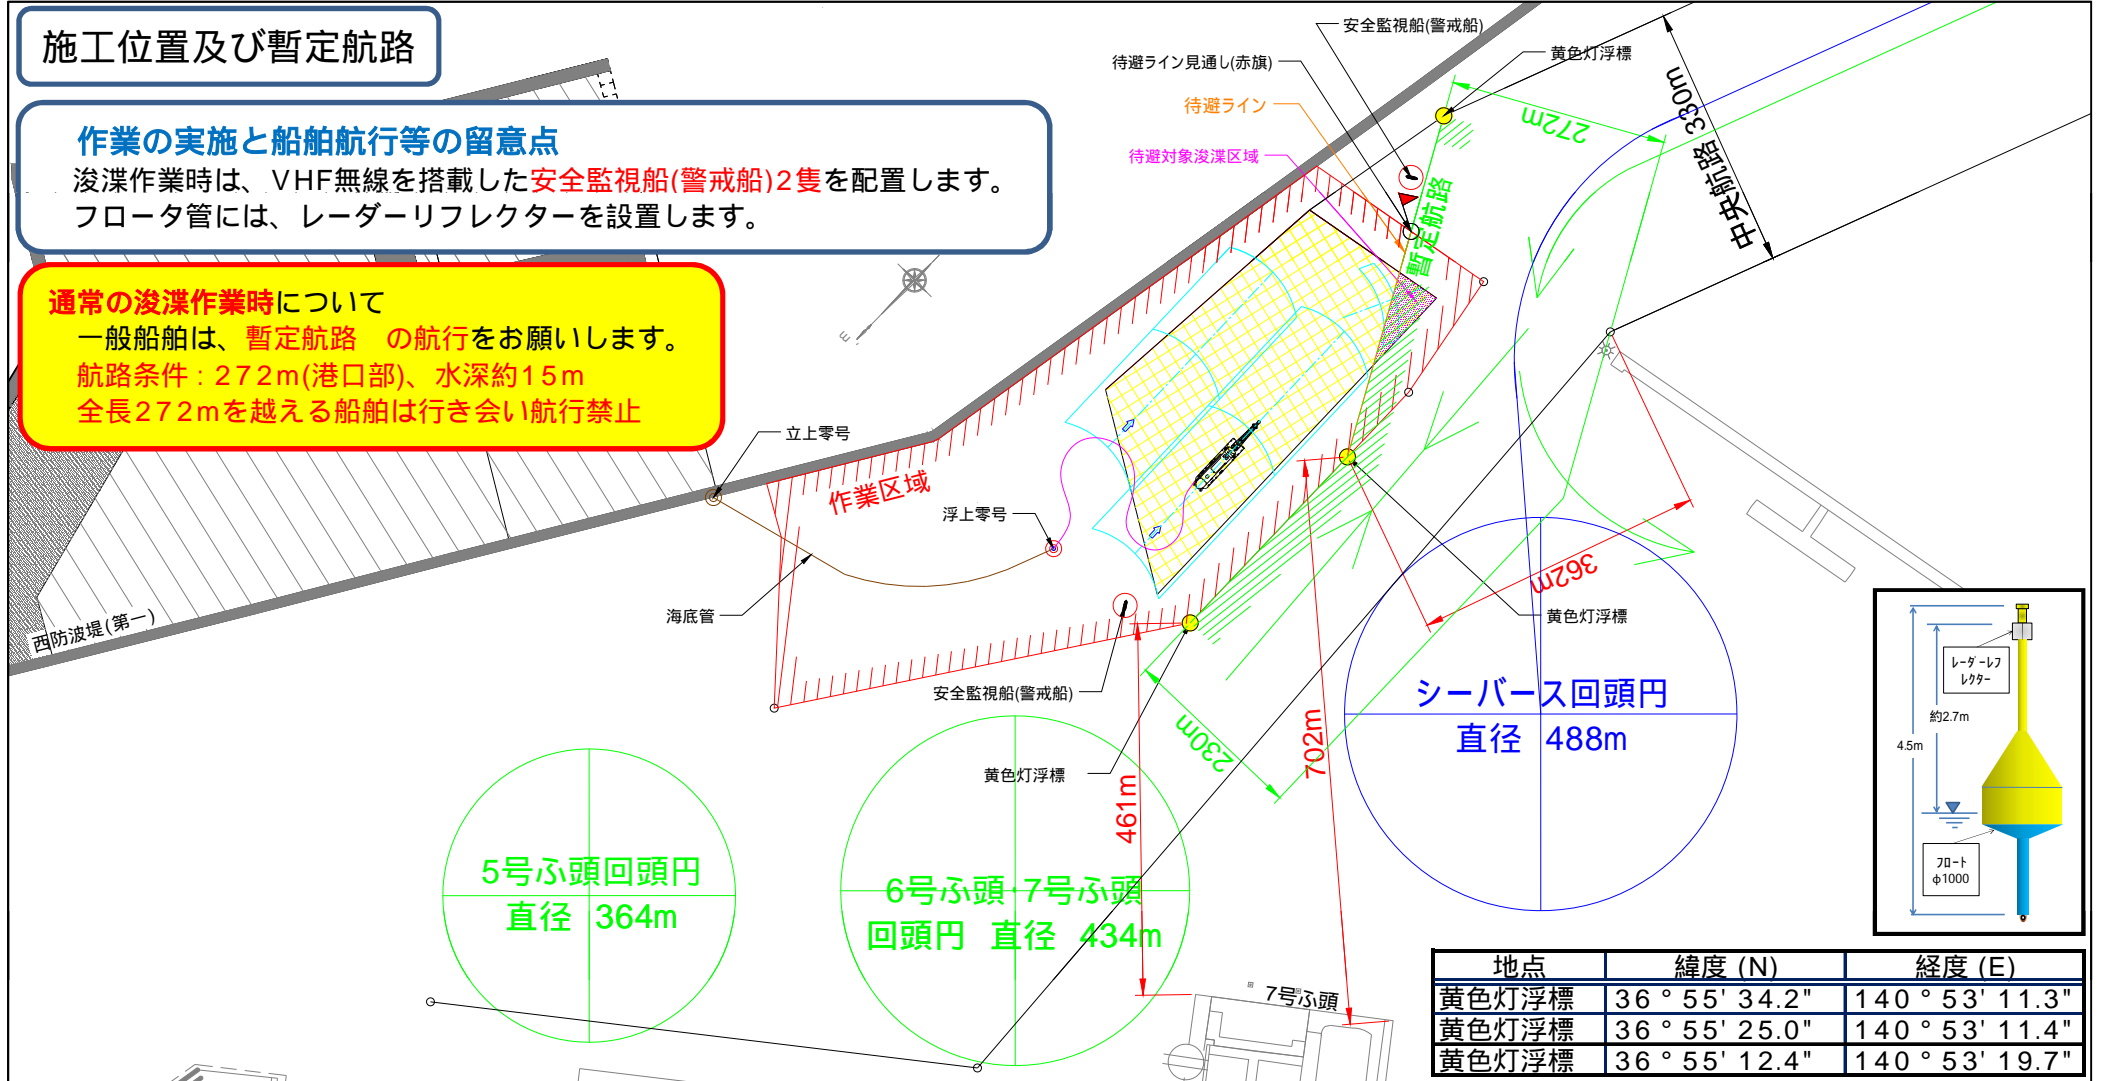 施工位置及び暫定航路
作業の実施と船舶航行等の留意点
浚渫作業時は、VHF無線を搭載した安全監視船(警戒船)2隻を配置します。
フロータ管には、レーダーリフレクターを設置します。
通常の浚渫作業時について
一般船舶は、暫定航路　の航行をお願いします。
航路条件：272m(港口部)、水深約15m
全長272mを越える船舶は行き会い航行禁止
安全監視船(警戒船)
待避ライン見通し(赤旗)
黄色灯浮標
待避ライン
待避対象浚渫区域
272m
中央航路 330m
暫定航路
立上零号
作業区域
浮上零号
海底管
西防波堤(第一)
362m
黄色灯浮標
安全監視船(警戒船)
230m
702m
黄色灯浮標
461m
シーバース回頭円
直径 488m
5号ふ頭回頭円
直径 364m
6号ふ頭・7号ふ頭
回頭円 直径 434m
7号ふ頭
レーダーレフ
レクター
約2.7m
4.5m
フロート
φ1000
地点 緯度 (N) 経度 (E)
黄色灯浮標 36 ° 55' 34.2" 140 ° 53' 11.3"
黄色灯浮標 36 ° 55' 25.0" 140 ° 53' 11.4"
黄色灯浮標 36 ° 55' 12.4" 140 ° 53' 19.7"